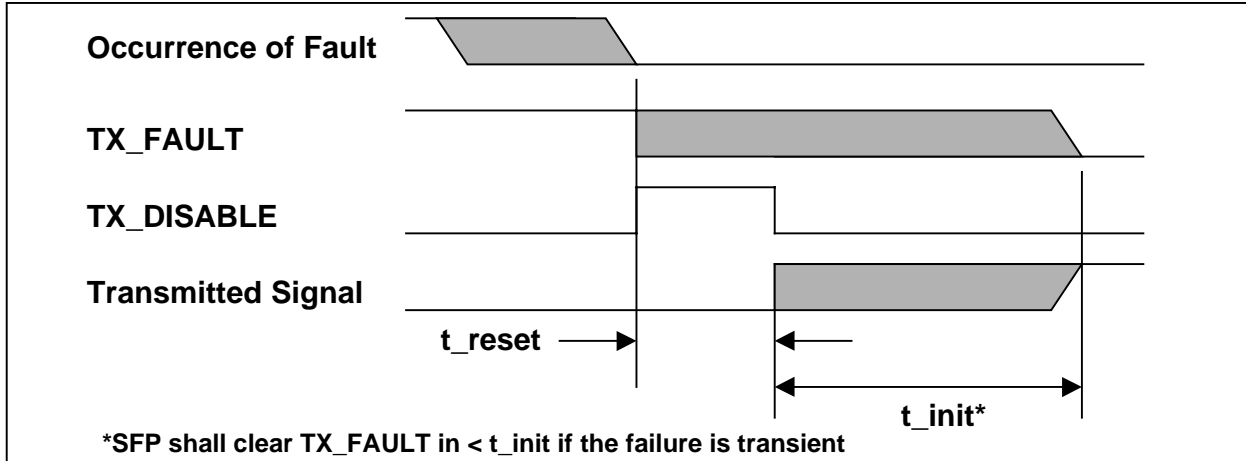 Occurrence of Fault
TX_FAULT
TX_DISABLE
Transmitted Signal
t_reset
t_init*
*SFP shall clear TX_FAULT in < t_init if the failure is transient